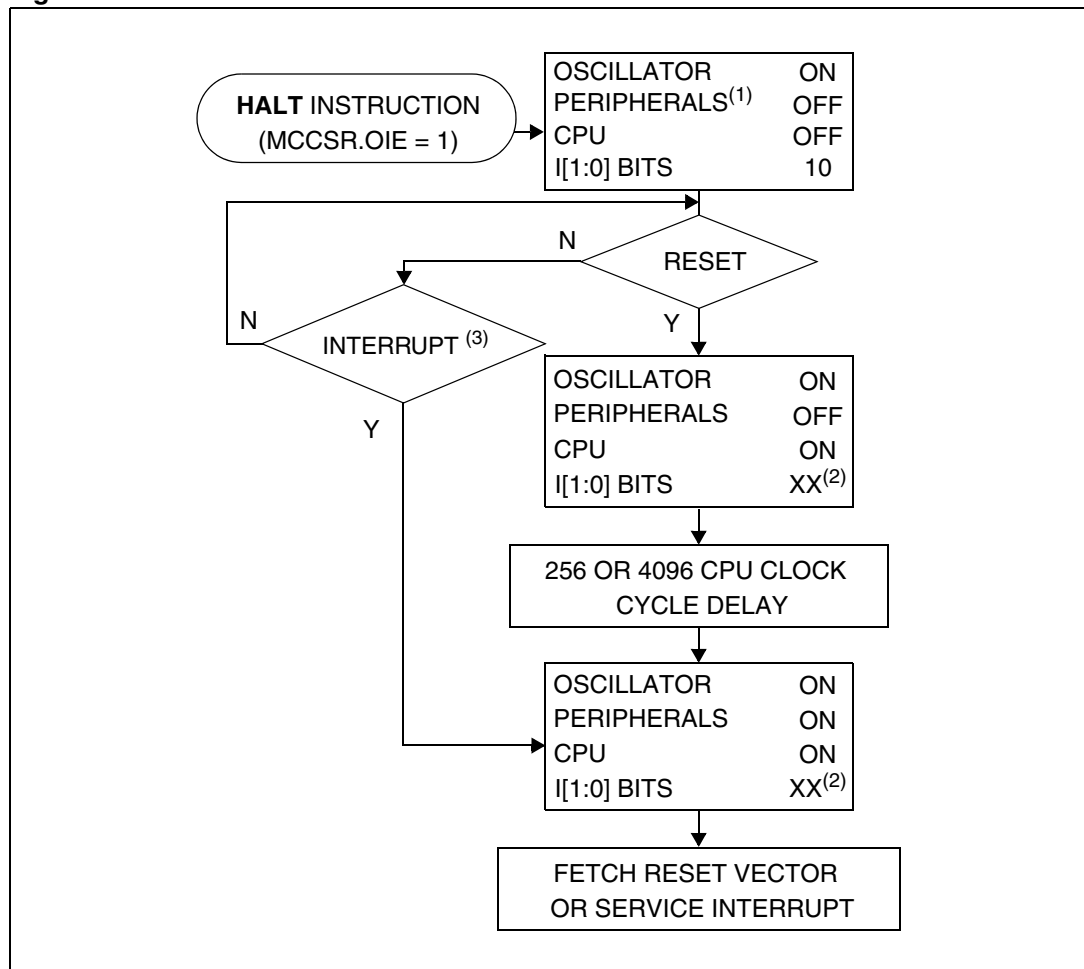 HALT INSTRUCTION
(MCCSR.OIE = 1)
OSCILLATOR ON
PERIPHERALS(1) OFF
CPU OFF
I[1:0] BITS 10
N
RESET
Y
N
INTERRUPT (3)
Y
OSCILLATOR ON
PERIPHERALS OFF
CPU ON
I[1:0] BITS XX(2)
256 OR 4096 CPU CLOCK
CYCLE DELAY
OSCILLATOR ON
PERIPHERALS ON
CPU ON
I[1:0] BITS XX(2)
FETCH RESET VECTOR
OR SERVICE INTERRUPT